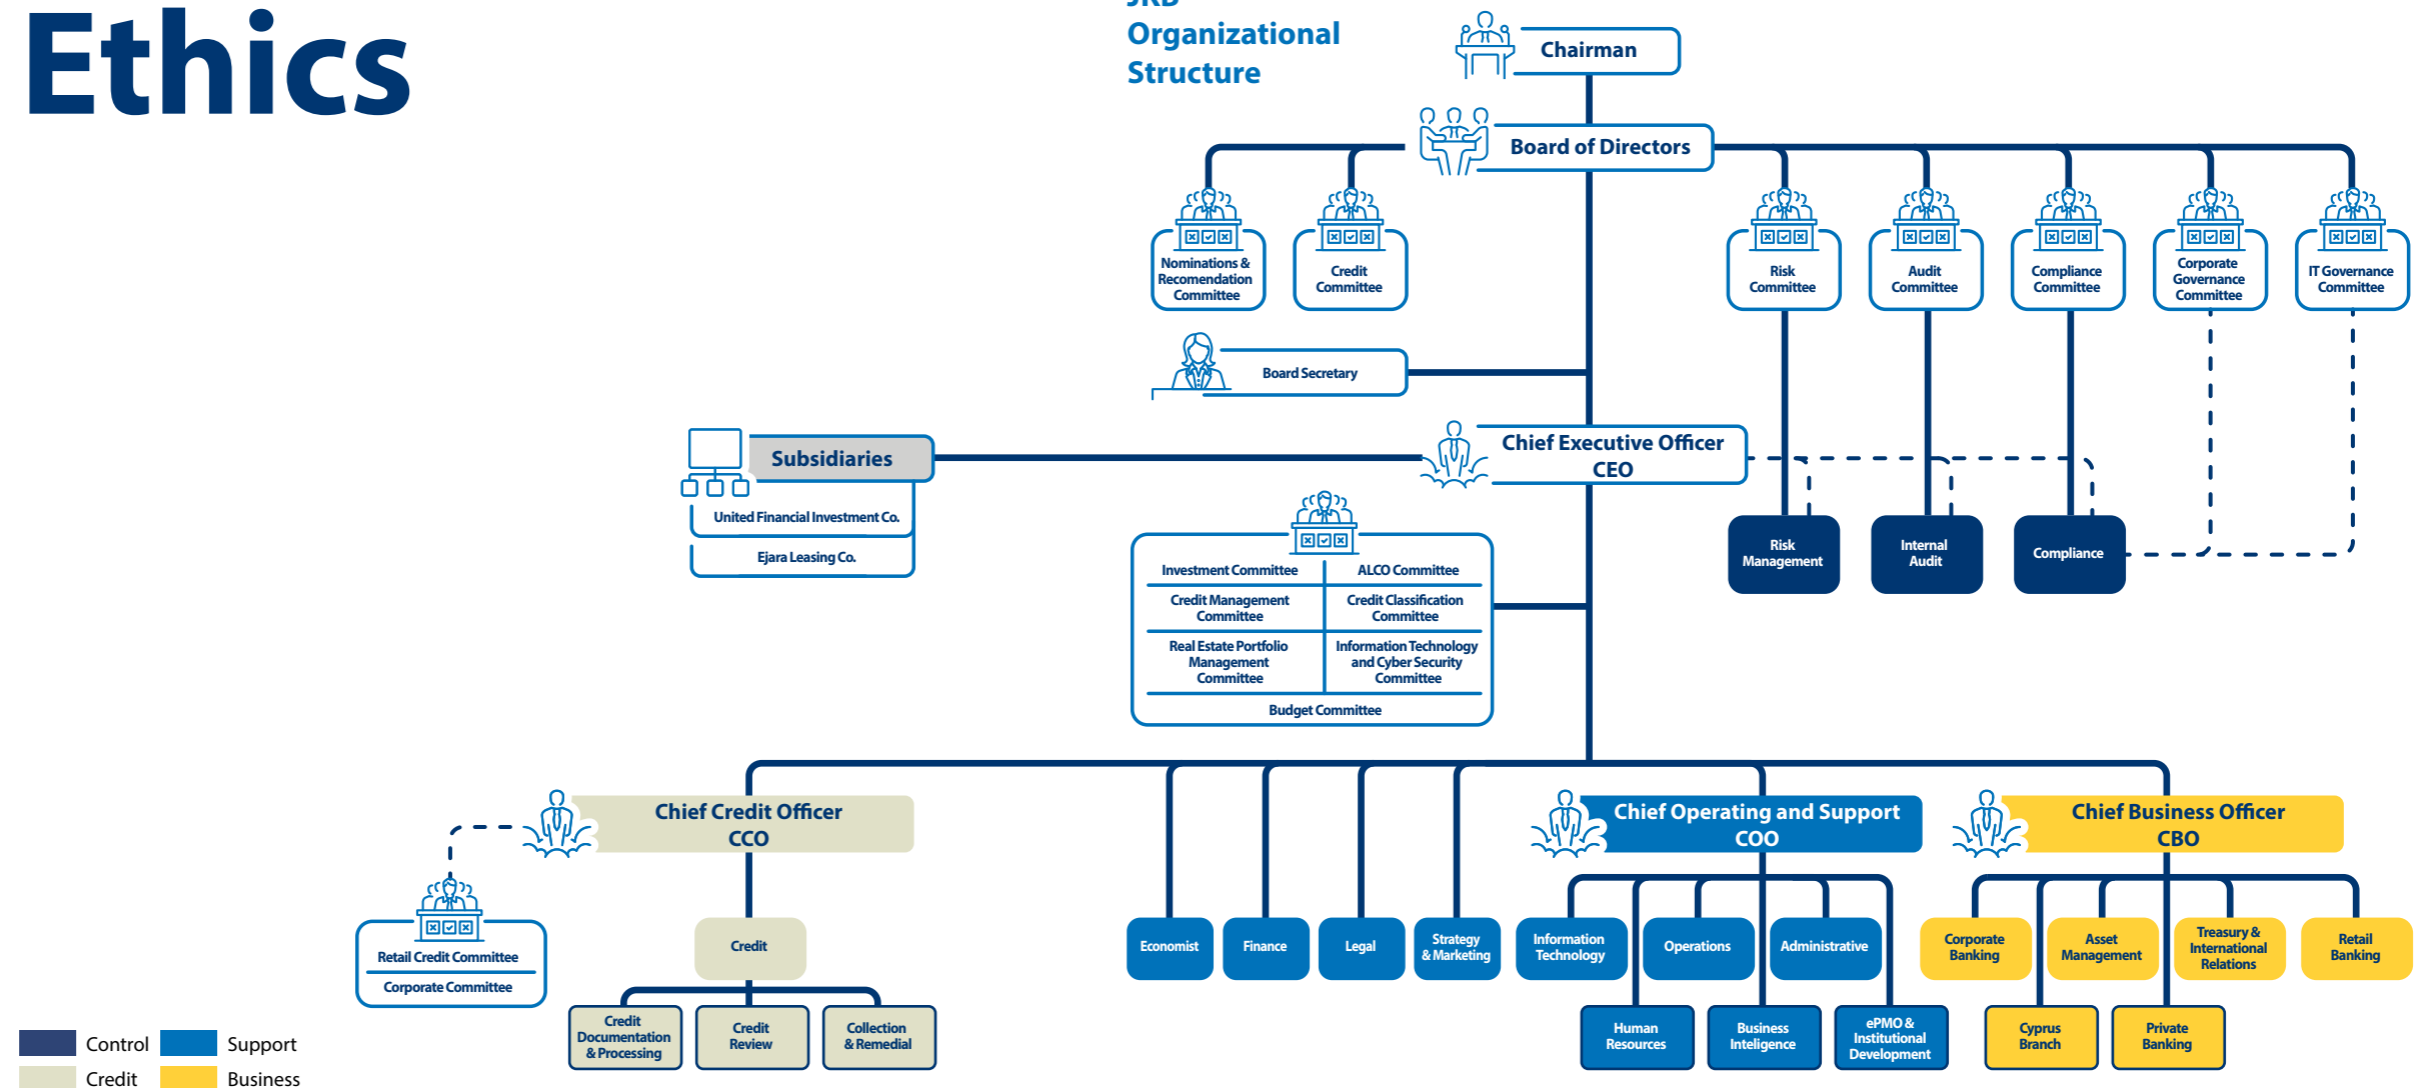 Ethics
JKB
Organizational
Structure
Chairman
Board of Directors
Nominations &
Recomendation
Committee
Credit
Committee
Risk
Committee
Audit
Committee
Compliance
Committee
Corporate
Governance
Committee
IT Governance
Committee
Board Secretary
Subsidiaries
United Financial Investment Co.
Ejara Leasing Co.
Chief Executive Officer
CEO
Risk
Management
Internal
Audit
Compliance
Investment Committee
ALCO Committee
Credit Management
Committee
Credit Classification
Committee
Real Estate Portfolio
Management
Committee
Information Technology
and Cyber Security
Committee
Budget Committee
Chief Credit Officer
CCO
Chief Operating and Support
COO
Chief Business Officer
CBO
Retail Credit Committee
Corporate Committee
Credit
Economist
Finance
Legal
Strategy
& Marketing
Information
Technology
Operations
Administrative
Corporate
Banking
Asset
Management
Treasury &
International
Relations
Retail
Banking
Credit
Documentation
& Processing
Credit
Review
Collection
& Remedial
Human
Resources
Business
Inteligence
ePMO &
Institutional
Development
Cyprus
Branch
Private
Banking
Control
Support
Credit
Business